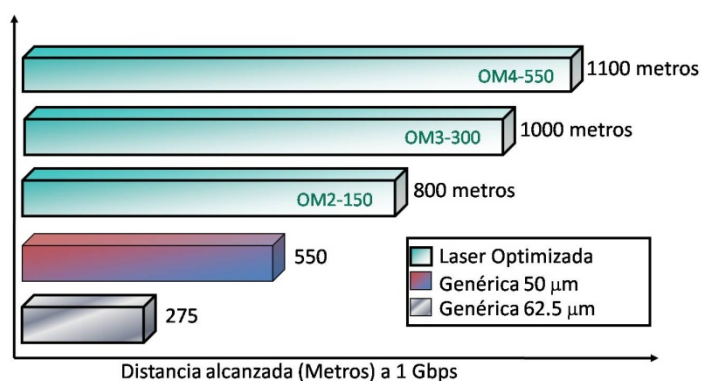 OM4-550
1100 metros
OM3-300
1000 metros
OM2-150
800 metros
550
275
Laser Optimizada
Genérica 50 μm
Genérica 62.5 μm
Distancia alcanzada (Metros) a 1 Gbps